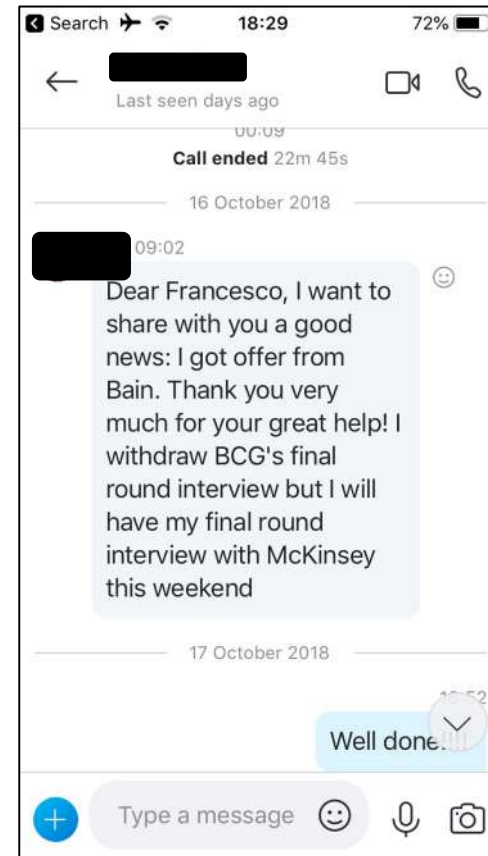 Search 18:29 72%
Last seen days ago
00:09
Call ended 22m 45s
16 October 2018
09:02
Dear Francesco, I want to
share with you a good
news: I got offer from
Bain. Thank you very
much for your great help! I
withdraw BCG's final
round interview but I will
have my final round
interview with McKinsey
this weekend
17 October 2018
Well done!!!!
Type a message